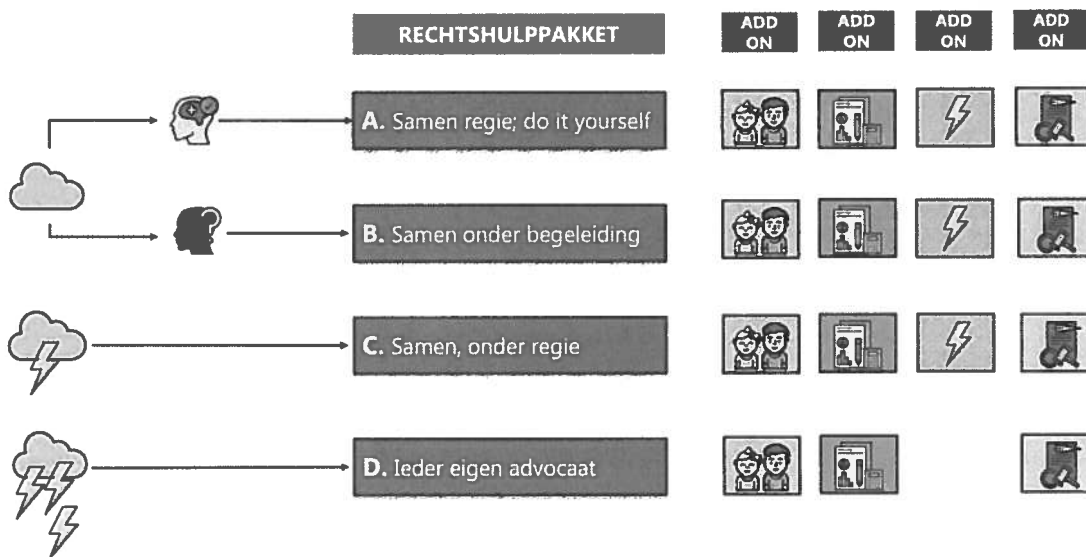 RECHTSHULPPAKKET
ADD ON
ADD ON
ADD ON
ADD ON
A. Samen regie; do it yourself
B. Samen onder begeleiding
C. Samen, onder regie
D. Ieder eigen advocaat